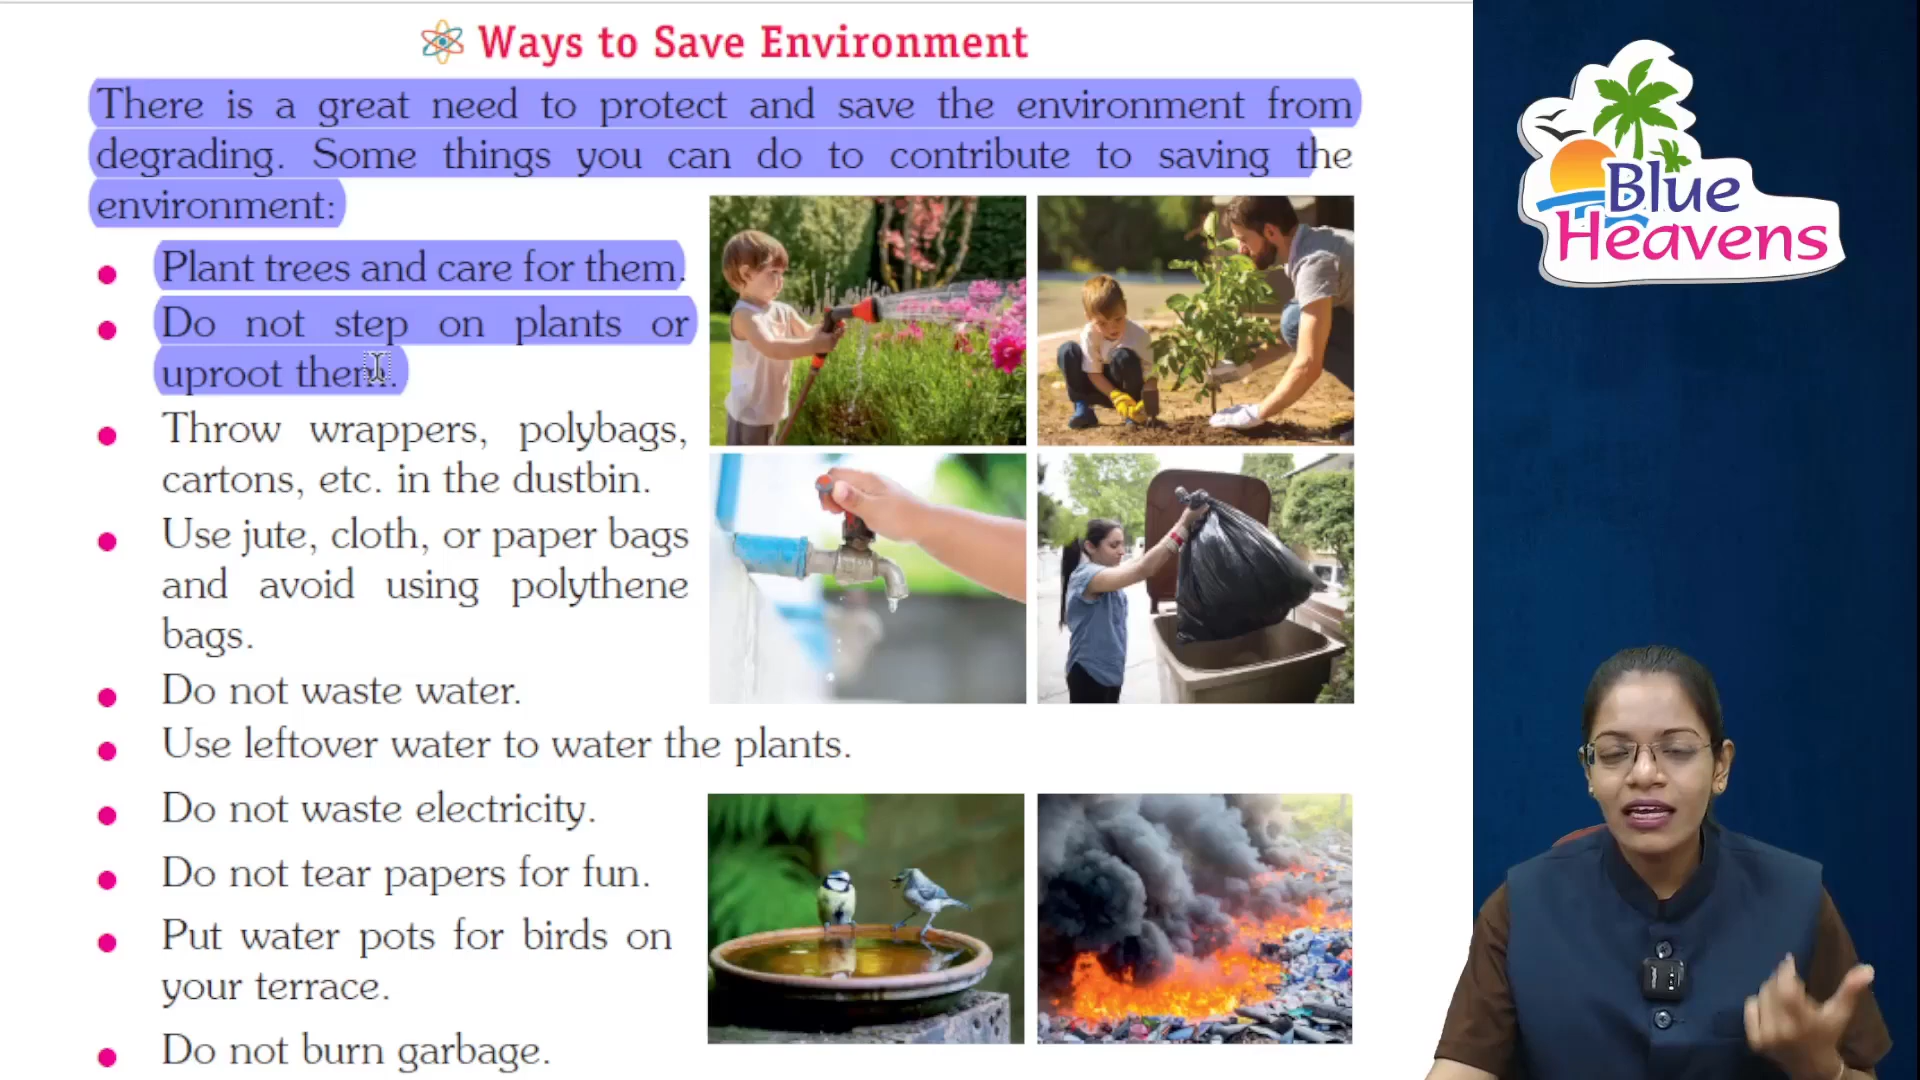 Ways to Save Environment
There is a great need to protect and save the environment from
degrading. Some things you can do to contribute to saving the
environment:
Plant trees and care for them.
Do not step on plants or
uproot them.
Throw wrappers, polybags,
cartons, etc. in the dustbin.
Use jute, cloth, or paper bags
and avoid using polythene
bags.
Do not waste water.
Use leftover water to water the plants.
Do not waste electricity.
Do not tear papers for fun.
Put water pots for birds on
your terrace.
Do not burn garbage.
Blue
Heavens